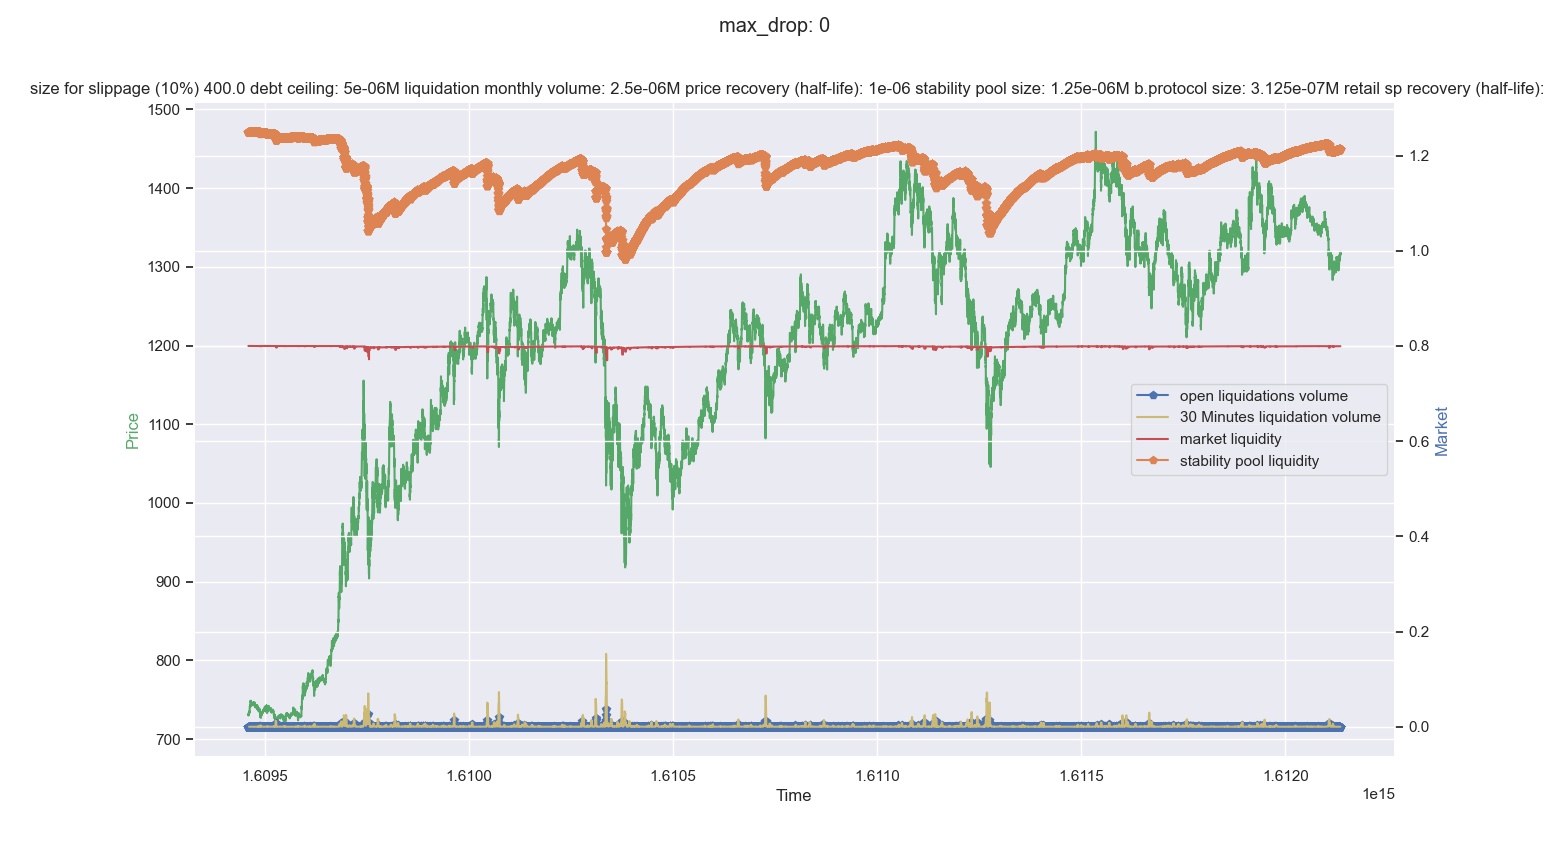 max_drop: 0
size for slippage (10%) 400.0 debt ceiling: 5e-06M liquidation monthly volume: 2.5e-06M price recovery (half-life): 1e-06 stability pool size: 1.25e-06M b.protocol size: 3.125e-07M retail sp recovery (half-life):
1500
1400
1300
1200
1100
1000
900
800
700
Price
1.2
1.0
0.8
0.6
0.4
0.2
0.0
Market
open liquidations volume
30 Minutes liquidation volume
market liquidity
stability pool liquidity
1.6095 1.6100 1.6105 1.6110 1.6115 1.6120
1e15
Time